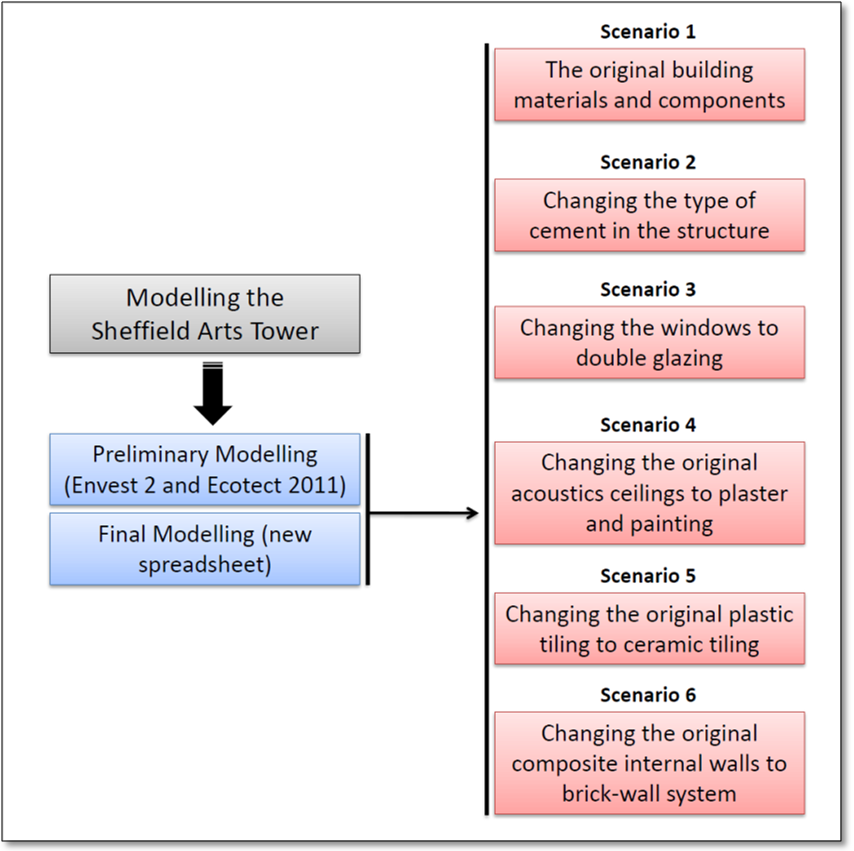 Modelling the
Sheffield Arts Tower
Preliminary Modelling
(Envest 2 and Ecotect 2011)
Final Modelling (new
spreadsheet)
Scenario 1
The original building
materials and components
Scenario 2
Changing the type of
cement in the structure
Scenario 3
Changing the windows to
double glazing
Scenario 4
Changing the original
acoustics ceilings to plaster
and painting
Scenario 5
Changing the original plastic
tiling to ceramic tiling
Scenario 6
Changing the original
composite internal walls to
brick-wall system